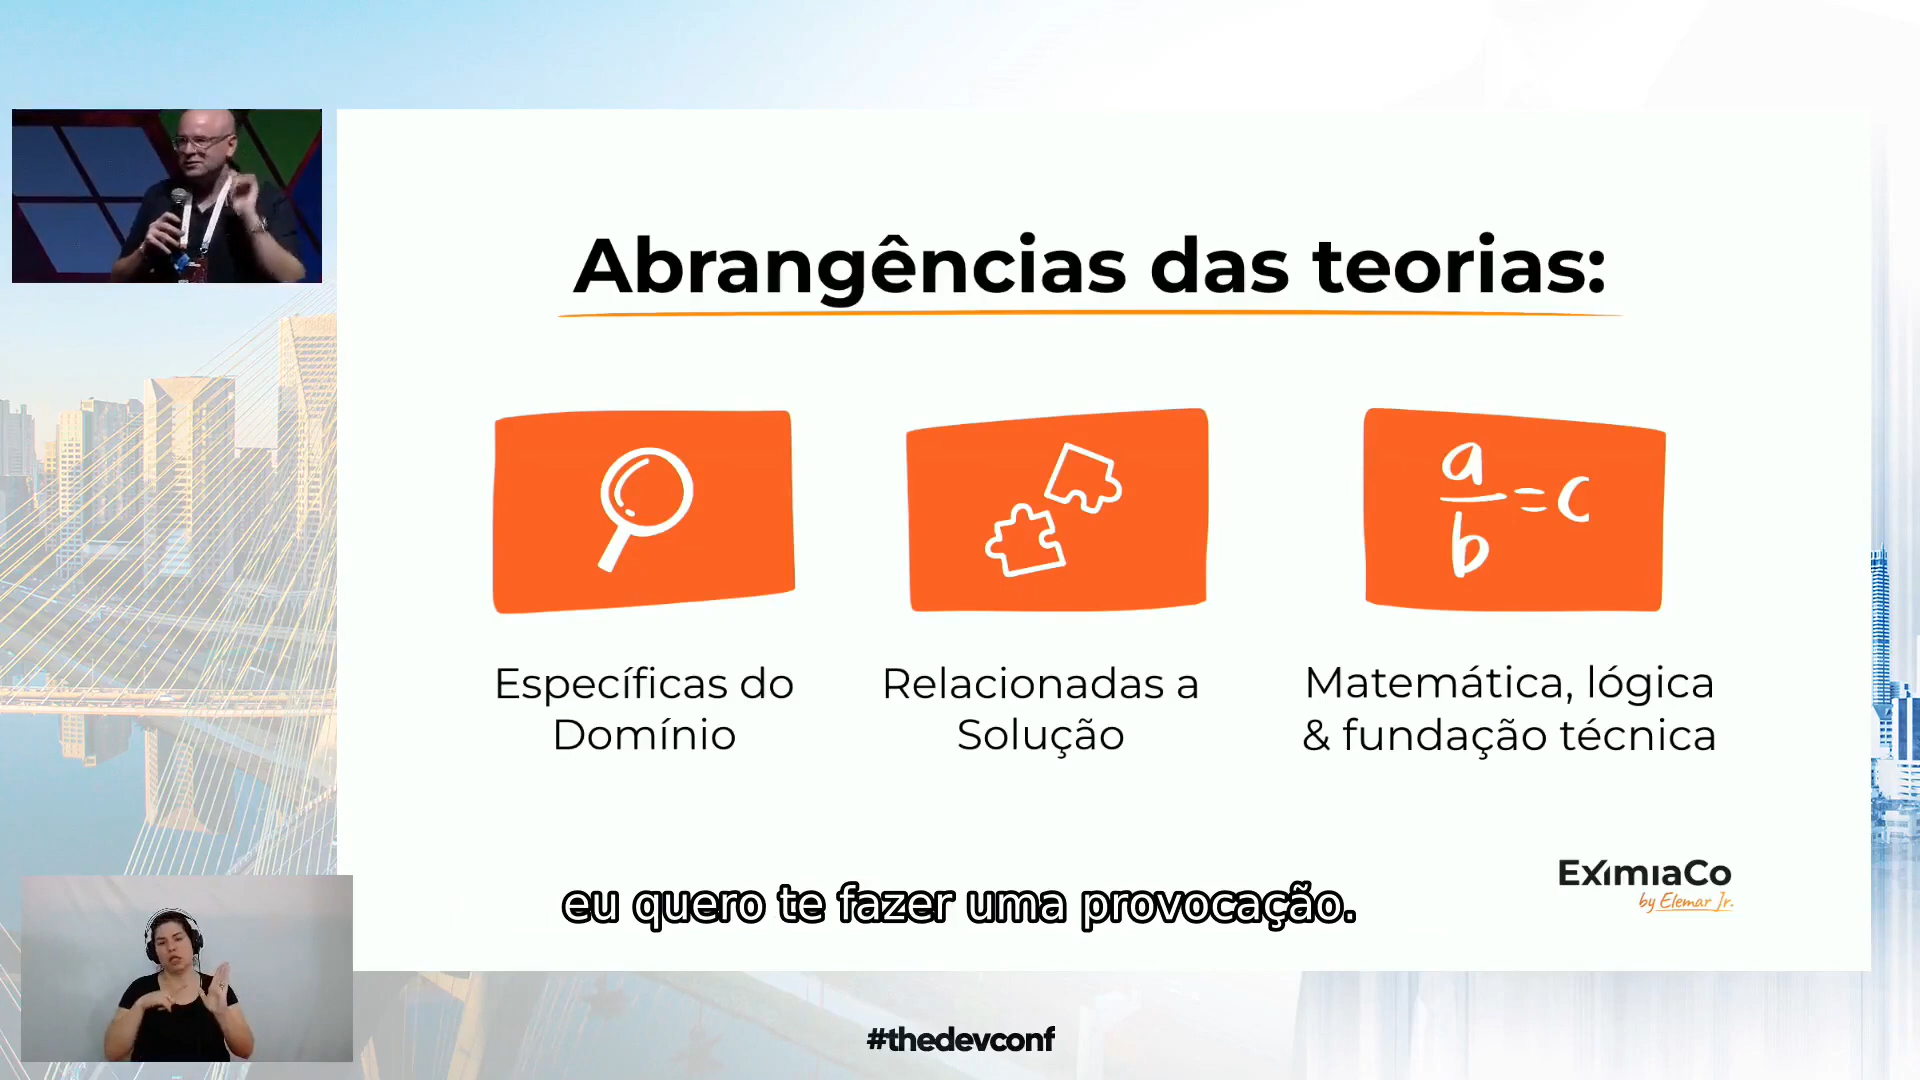 Abrangências das teorias:
a
b
=c
Específicas do
Domínio
Relacionadas a
Solução
Matemática, lógica
& fundação técnica
ExímiaCo
by Elemar Jr.
eu quero te fazer uma provocação.
#thedevconf